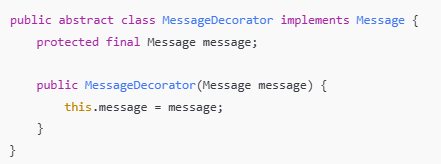 public abstract class MessageDecorator implements Message {
    protected final Message message;

    public MessageDecorator(Message message) {
        this.message = message;
    }
}